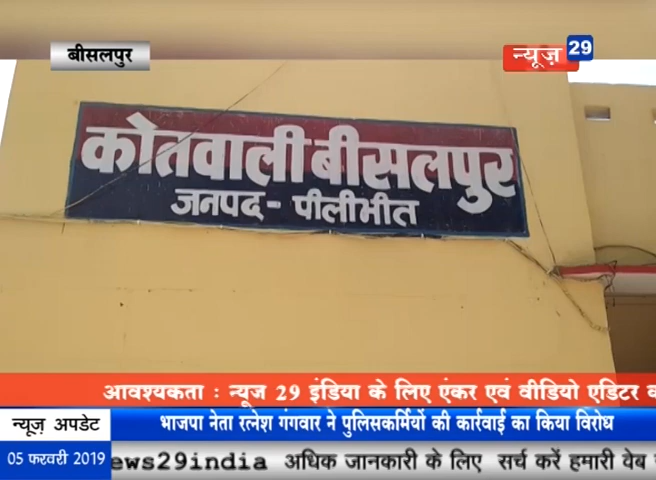 बीसलपुर
न्यूज़ 29
कोतवाली बीसलपुर
जनपद - पीलीभीत
आवश्यकता : न्यूज 29 इंडिया के लिए एंकर एवं वीडियो एडिटर
न्यूज़ अपडेट
भाजपा नेता रत्नेश गंगवार ने पुलिसकर्मियों की कार्रवाई का किया विरोध
05 फरवरी 2019
ews29india अधिक जानकारी के लिए सर्च करें हमारी वेब